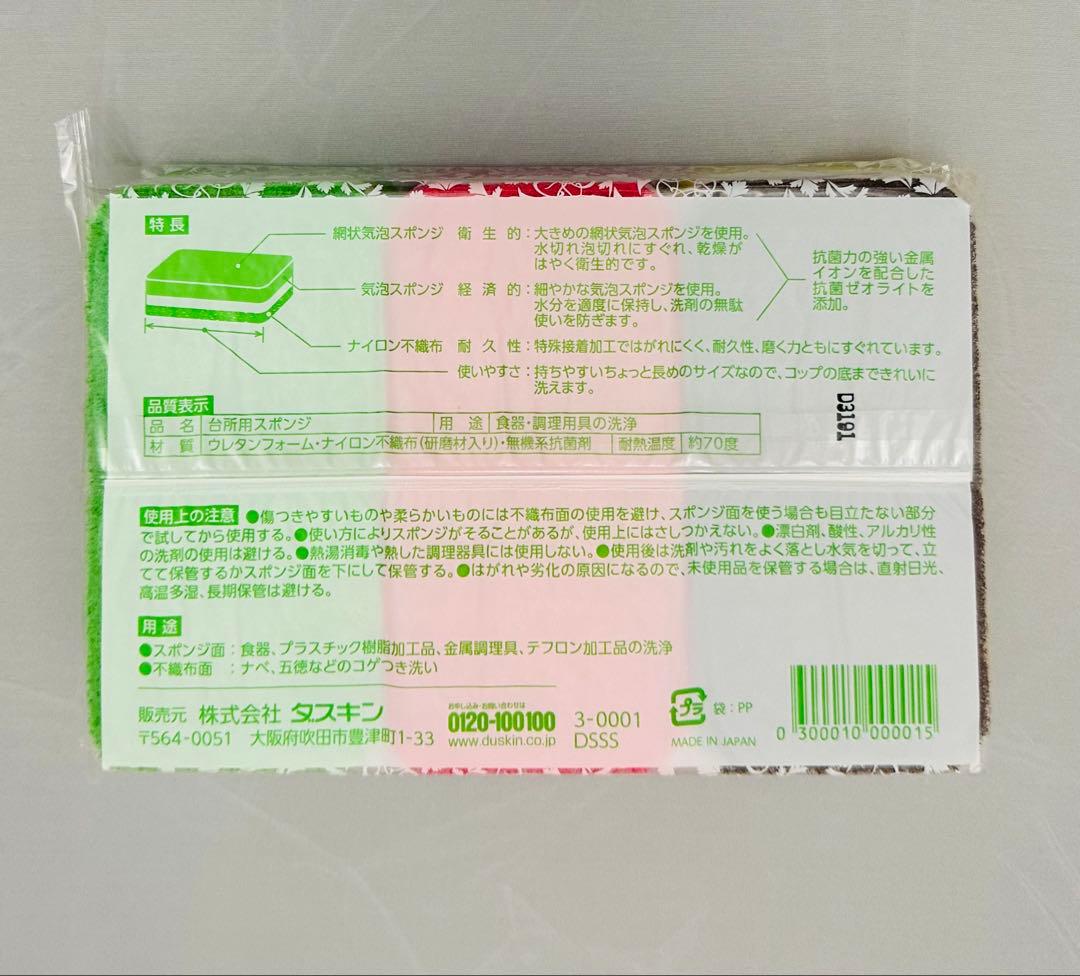 特長
網状気泡スポンジ 衛生的：大きめの網状気泡スポンジを使用。
水切れ泡切れにすぐれ、乾燥が
はやく衛生的です。
気泡スポンジ 経済的：細やかな気泡スポンジを使用。
水分を適度に保持し、洗剤の無駄
使いを防ぎます。
抗菌力の強い金属
イオンを配合した
抗菌ゼオライトを
添加。
ナイロン不織布 耐久性：特殊接着加工ではがれにくく、耐久性、磨く力ともにすぐれています。
使いやすさ：持ちやすいちょっと長めのサイズなので、コップの底まできれいに
洗えます。
品質表示
品名 台所用スポンジ 用途 食器・調理用具の洗浄
材質 ウレタンフォーム・ナイロン不織布(研磨材入り)・無機系抗菌剤 耐熱温度 約70度
D3191
使用上の注意 ●傷つきやすいものや柔らかいものには不織布面の使用を避け、スポンジ面を使う場合も目立たない部分
で試してから使用する。●使い方によりスポンジがそることがあるが、使用上にはさしつかえない。●漂白剤、酸性、アルカリ性
の洗剤の使用は避ける。●熱湯消毒や熱した調理器具には使用しない。●使用後は洗剤や汚れをよく落とし水気を切って、立
てて保管するかスポンジ面を下にして保管する。●はがれや劣化の原因になるので、未使用品を保管する場合は、直射日光、
高温多湿、長期保管は避ける。
用途
●スポンジ面：食器、プラスチック樹脂加工品、金属調理具、テフロン加工品の洗浄
●不織布面：ナベ、五徳などのコゲつき洗い
販売元 株式会社 ダスキン
〒564-0051 大阪府吹田市豊津町1-33
お申し込み・お問い合わせは
0120-100100
www.duskin.co.jp
3-0001
DSSS
プラ 袋：PP
MADE IN JAPAN
0 300010 000015